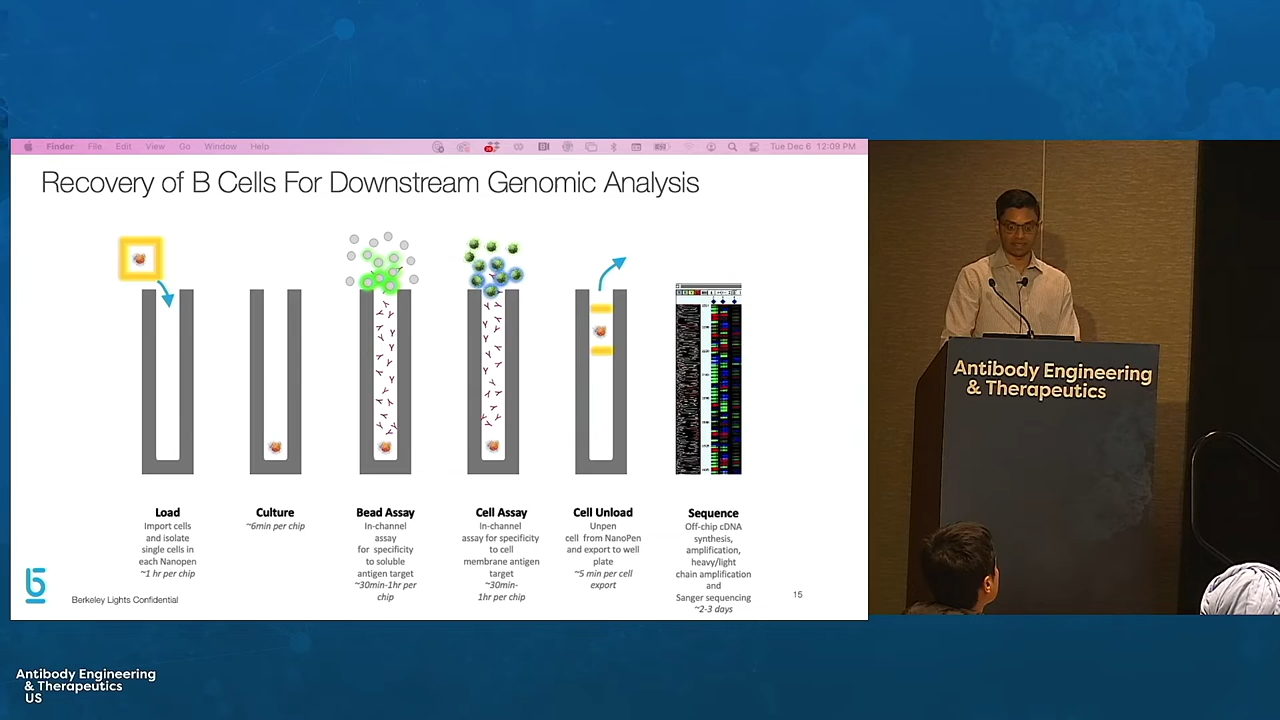 Finder File Edit View Go Window Help
Tue Dec 6 12:09 PM
Recovery of B Cells For Downstream Genomic Analysis
Load
Import cells
and isolate
single cells in
each Nanopen
~1 hr per chip
Culture
~6min per chip
Bead Assay
In-channel
assay
for specificity
to soluble
antigen target
~30min-1hr per
chip
Cell Assay
In-channel
assay for specificity
to cell
membrane antigen
target
~30min-
1hr per chip
Cell Unload
Unpen
cell from NanoPen
and export to well
plate
~5 min per cell
export
Sequence
Off-chip cDNA
synthesis,
amplification,
heavy/light
chain amplification
and
Sanger sequencing
~2-3 days
Berkeley Lights Confidential
15
Antibody Engineering
& Therapeutics
Antibody Engineering
& Therapeutics
US